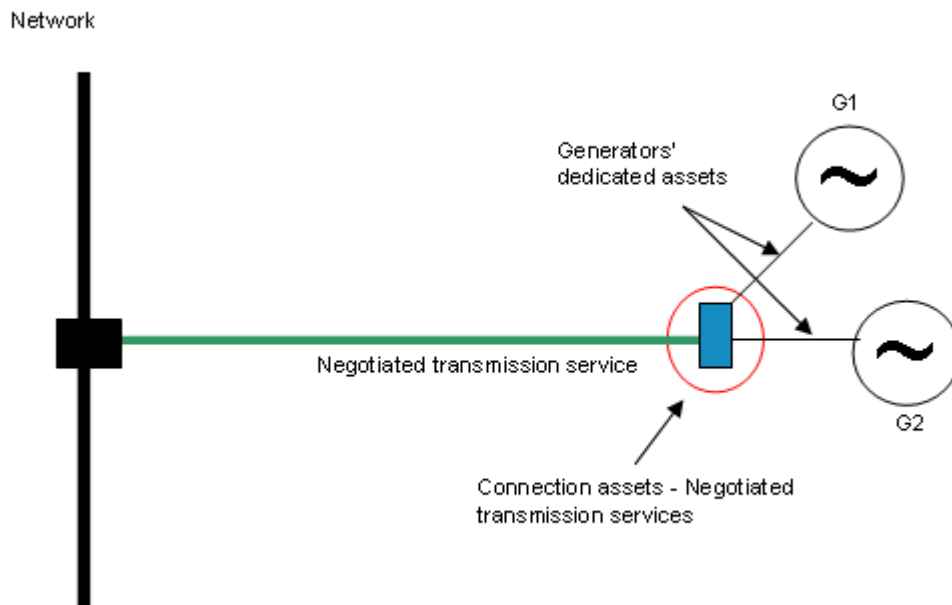 Network
G1
Generators'
dedicated assets
Negotiated transmission service
G2
Connection assets - Negotiated
transmission services